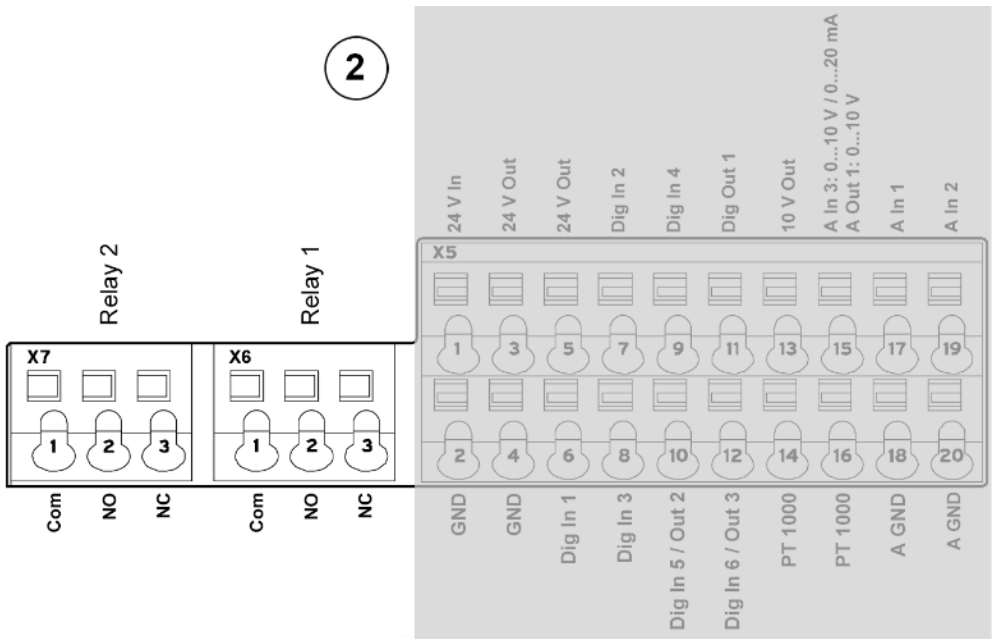 2
24 V In
24 V Out
24 V Out
Dig In 2
Dig In 4
Dig Out 1
10 V Out
A In 3: 0...10 V / 0...20 mA
A Out 1: 0...10 V
A In 1
A In 2
Relay 2
Relay 1
X5
1 3 5 7 9 11 13 15 17 19
X7
X6
1 2 3
1 2 3
2 4 6 8 10 12 14 16 18 20
Com
NO
NC
Com
NO
NC
GND
GND
Dig In 1
Dig In 3
Dig In 5 / Out 2
Dig In 6 / Out 3
PT 1000
PT 1000
A GND
A GND